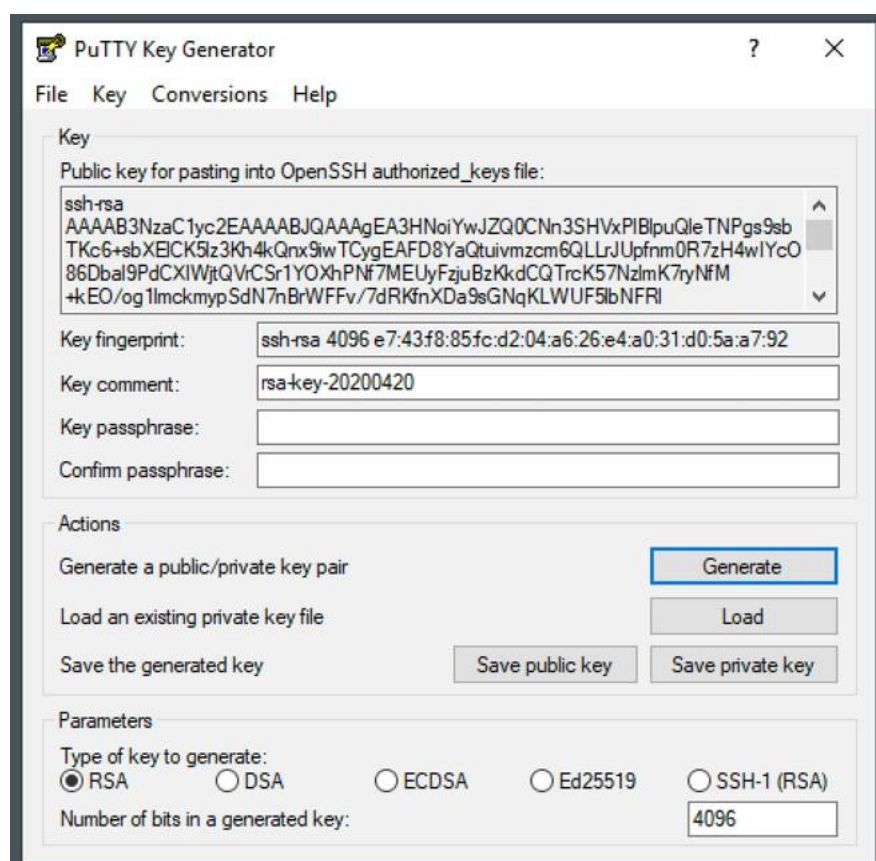 PuTTY Key Generator ? ×
File Key Conversions Help
Key
Public key for pasting into OpenSSH authorized_keys file:
ssh-rsa
AAAAB3NzaC1yc2EAAAABJQAAAgEA3HNoiYwJZQ0CNn3SHVxPIBlpuQleTNPgs9sb
TKc6+sbXEICK5lz3Kh4kQnx9iwTCygEAFD8YaQtuivmzcm6QLLrJUpfnm0R7zH4wIYcO
86DbaI9PdCXIWjtQVrCSr1YOXhPNf7MEUyFzjuBzKkdCQTrcK57NzlmK7ryNfM
+kEO/og1lmckmypSdN7nBrWFFv/7dRKfnXDa9sGNqKLWUF5lbNFRl
Key fingerprint: ssh-rsa 4096 e7:43:f8:85:fc:d2:04:a6:26:e4:a0:31:d0:5a:a7:92
Key comment: rsa-key-20200420
Key passphrase:
Confirm passphrase:
Actions
Generate a public/private key pair Generate
Load an existing private key file Load
Save the generated key Save public key Save private key
Parameters
Type of key to generate:
RSA DSA ECDSA Ed25519 SSH-1 (RSA)
Number of bits in a generated key: 4096